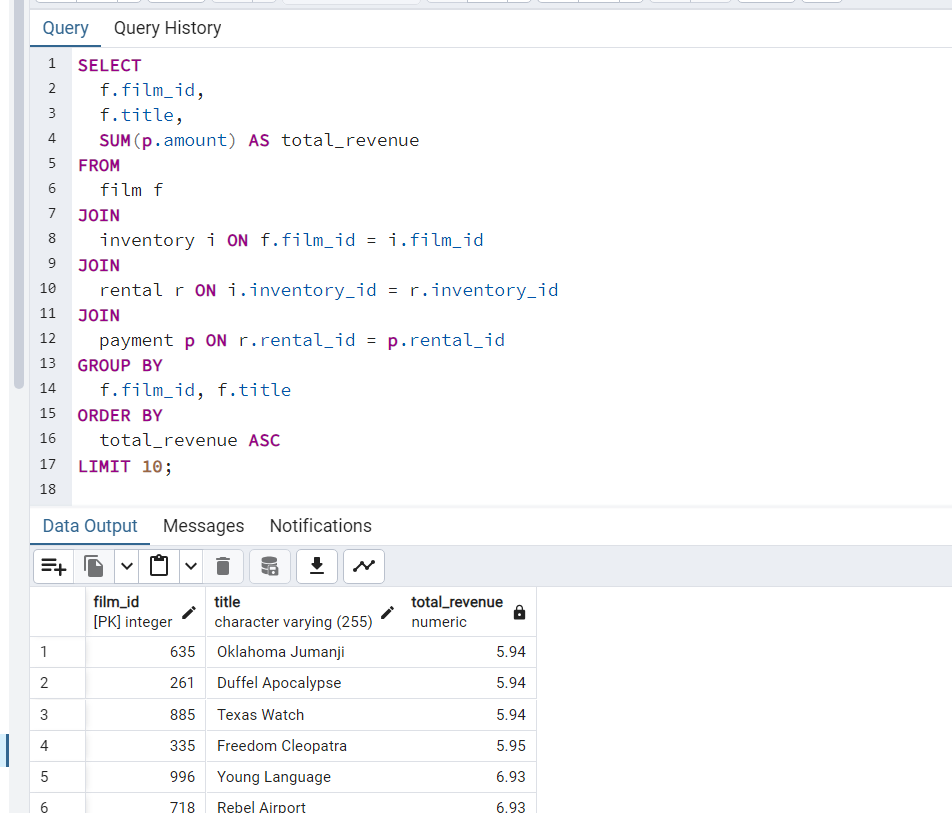 Query Query History
1 SELECT
2 f.film_id,
3 f.title,
4 SUM(p.amount) AS total_revenue
5 FROM
6 film f
7 JOIN
8 inventory i ON f.film_id = i.film_id
9 JOIN
10 rental r ON i.inventory_id = r.inventory_id
11 JOIN
12 payment p ON r.rental_id = p.rental_id
13 GROUP BY
14 f.film_id, f.title
15 ORDER BY
16 total_revenue ASC
17 LIMIT 10;
18
Data Output Messages Notifications
film_id title total_revenue
[PK] integer character varying (255) numeric
1 635 Oklahoma Jumanji 5.94
2 261 Duffel Apocalypse 5.94
3 885 Texas Watch 5.94
4 335 Freedom Cleopatra 5.95
5 996 Young Language 6.93
6 718 Rebel Airport 6.93